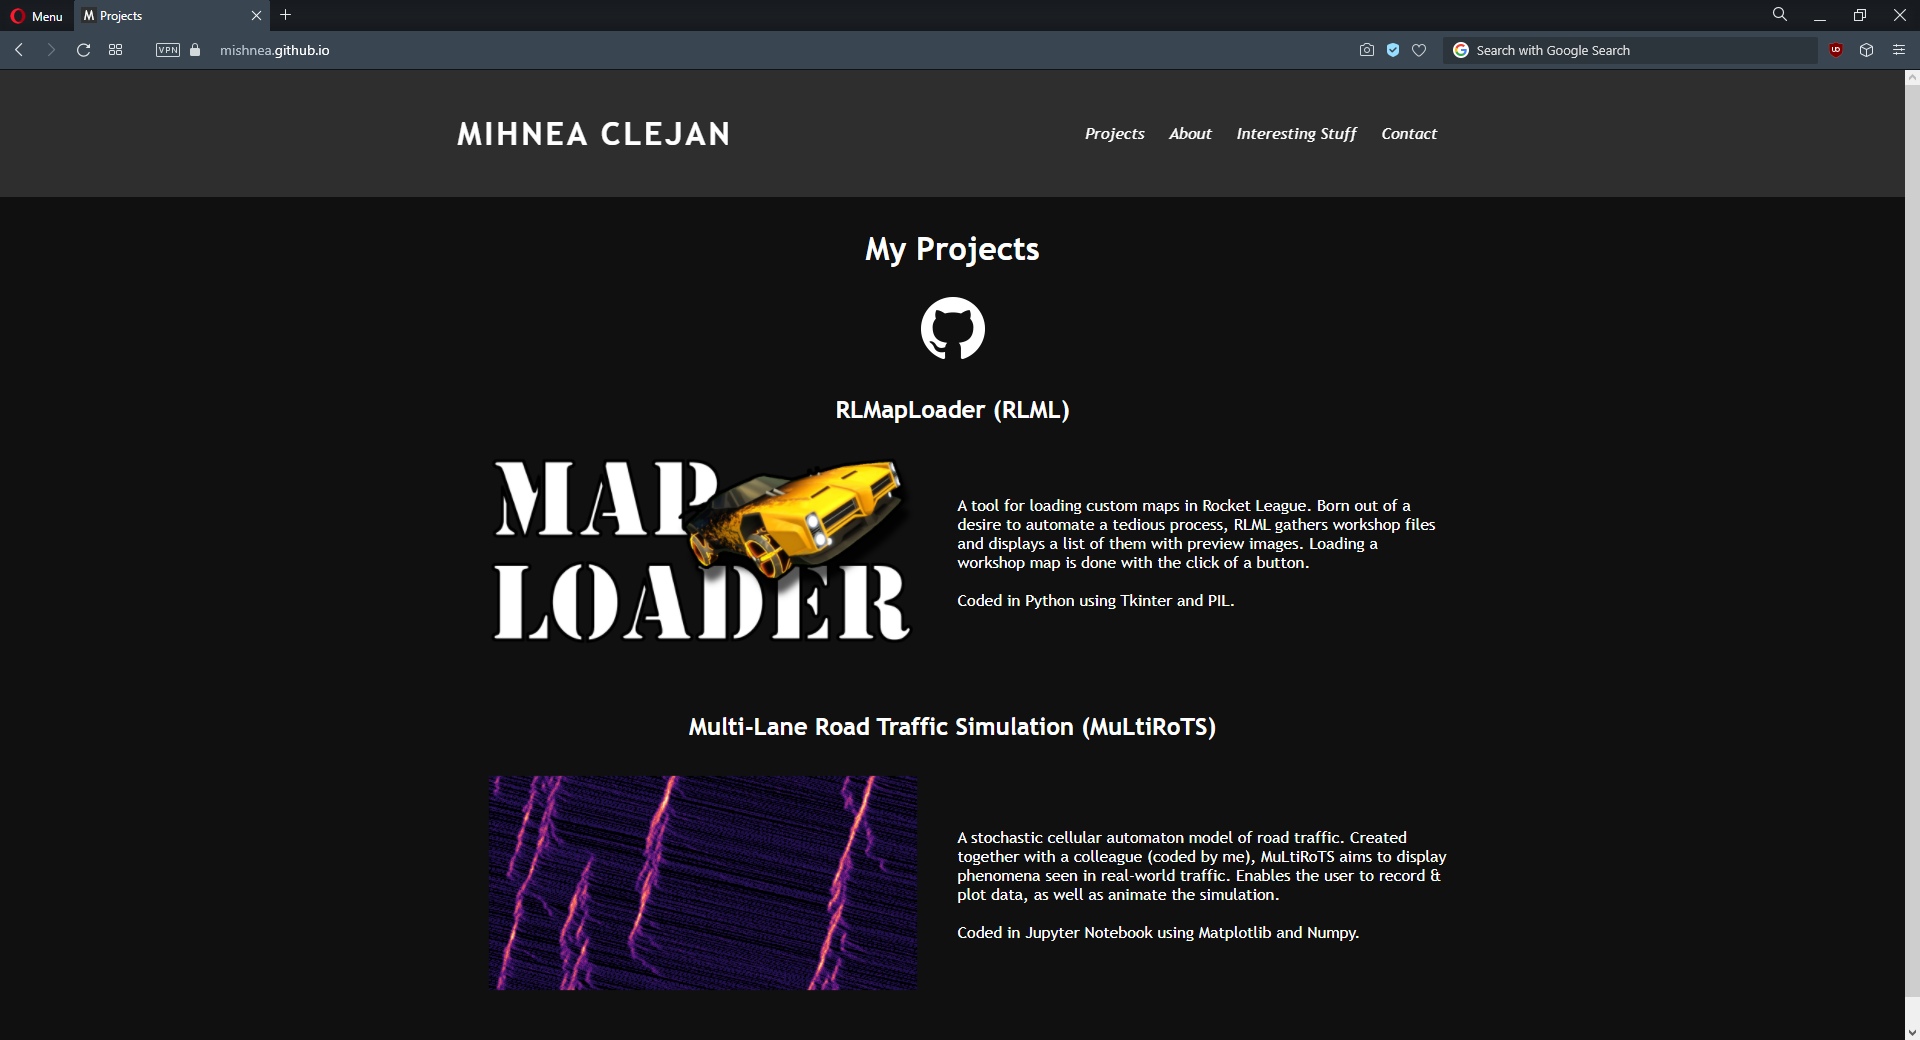 Menu
M Projects
VPN
mishnea.github.io
Search with Google Search
MIHNEA CLEJAN
Projects About Interesting Stuff Contact
My Projects
RLMapLoader (RLML)
MAP
LOADER
A tool for loading custom maps in Rocket League. Born out of a
desire to automate a tedious process, RLML gathers workshop files
and displays a list of them with preview images. Loading a
workshop map is done with the click of a button.
Coded in Python using Tkinter and PIL.
Multi-Lane Road Traffic Simulation (MuLtiRoTS)
A stochastic cellular automaton model of road traffic. Created
together with a colleague (coded by me), MuLtiRoTS aims to display
phenomena seen in real-world traffic. Enables the user to record &
plot data, as well as animate the simulation.
Coded in Jupyter Notebook using Matplotlib and Numpy.